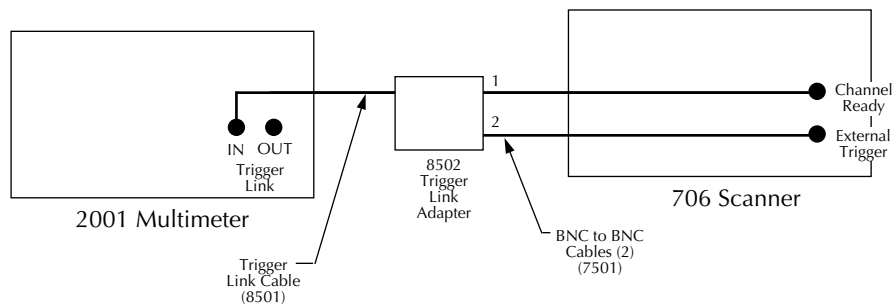 1
Channel
Ready
2
External
Trigger
IN OUT
Trigger
Link
8502
Trigger
Link
Adapter
2001 Multimeter
706 Scanner
Trigger
Link Cable
(8501)
BNC to BNC
Cables (2)
(7501)